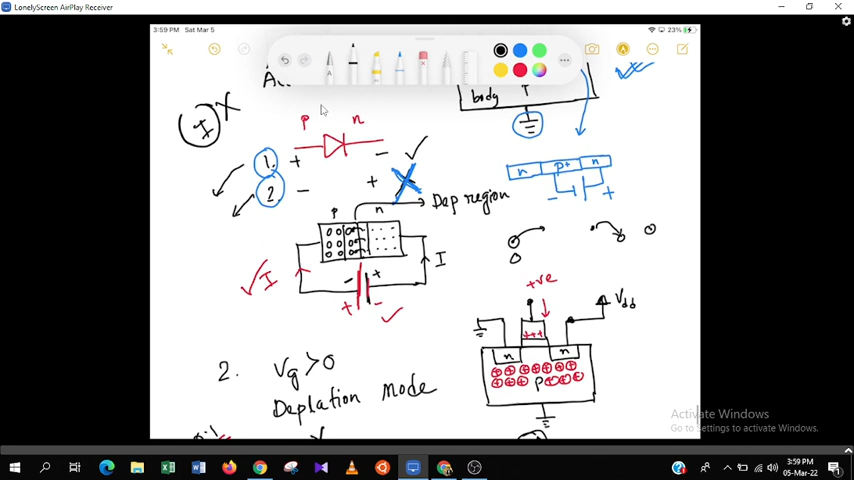 LonelyScreen AirPlay Receiver
3:59 PM Sat Mar 5
23%
A
body
I X
p n
n p+ n
1. + -
2. - +
- +
Dep region
p n
I
- +
I
+ -
+ve
Vdd
+++
n n
p
2. Vg>0
Deplation mode
Activate Windows
Go to Settings to activate Windows.
3:59 PM
05-Mar-22